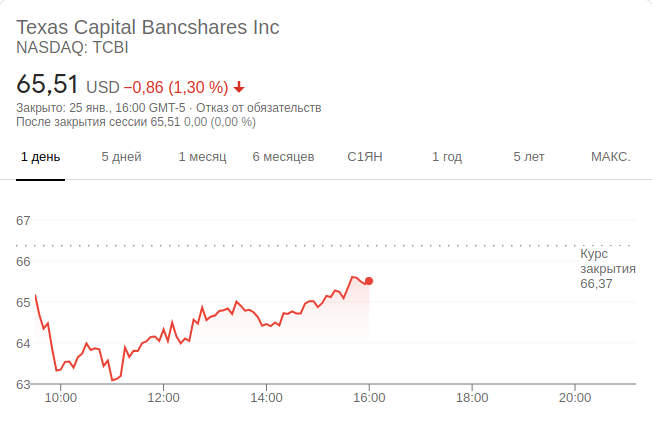 Texas Capital Bancshares Inc
NASDAQ: TCBI
65,51 USD −0,86 (1,30 %)
Закрыто: 25 янв., 16:00 GMT-5 · Отказ от обязательств
После закрытия сессии 65,51 0,00 (0,00 %)
1 день 5 дней 1 месяц 6 месяцев С1ЯН 1 год 5 лет МАКС.
67
66
65
64
63
Курс
закрытия
66,37
10:00 12:00 14:00 16:00 18:00 20:00